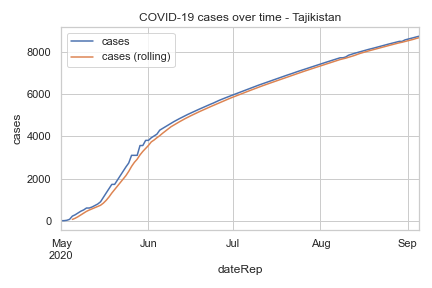 COVID-19 cases over time - Tajikistan
cases
cases (rolling)
8000
6000
4000
2000
0
cases
May Jun Jul Aug Sep
2020
dateRep